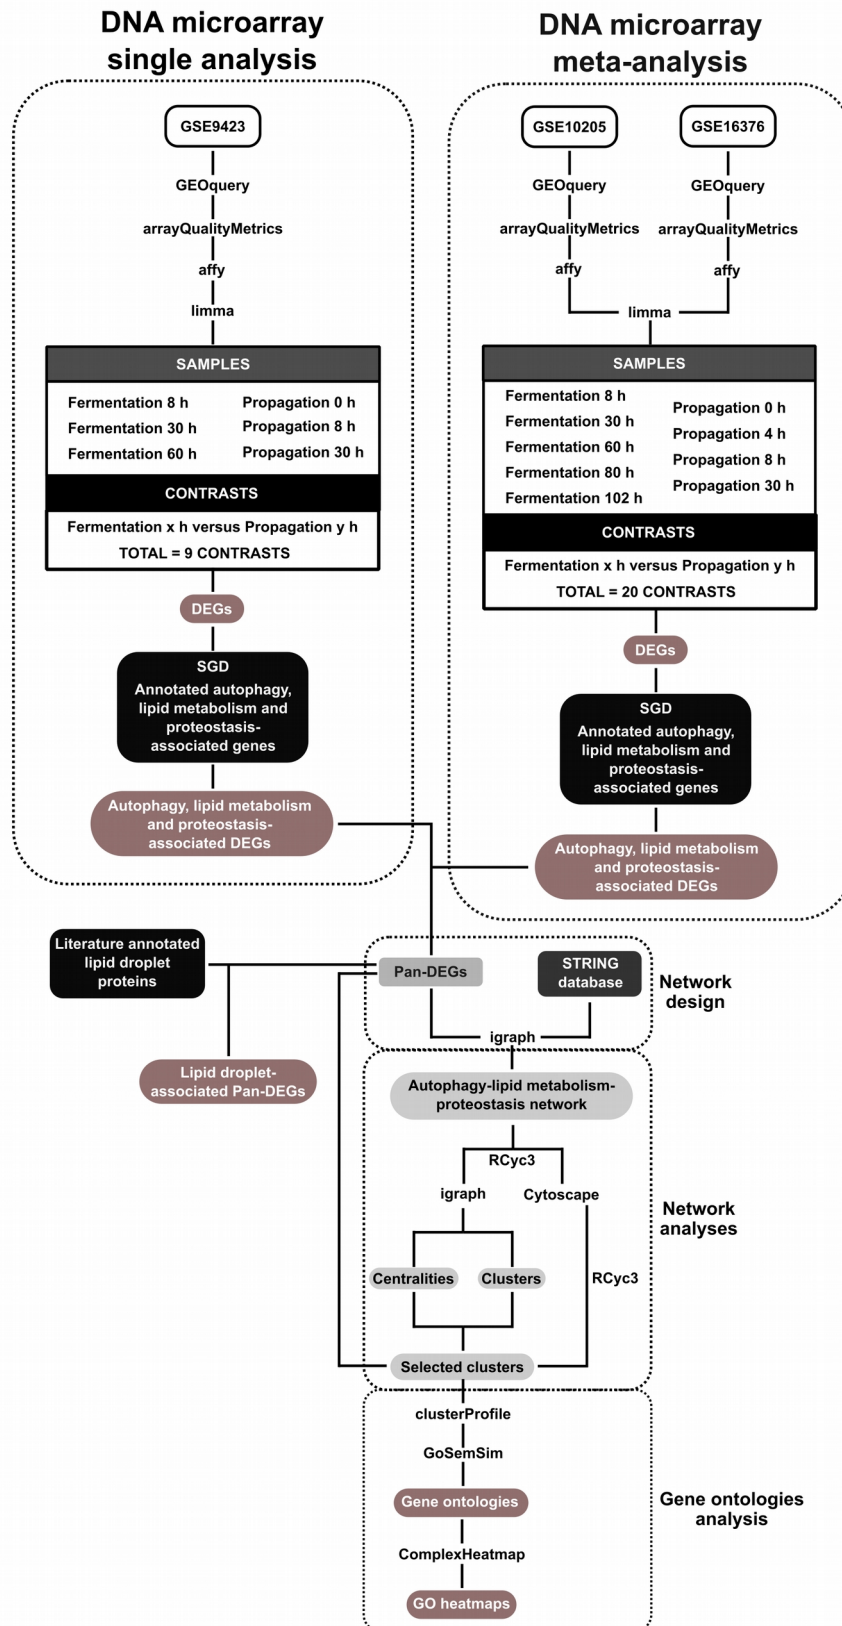 DNA microarray
single analysis
GSE9423
GEOquery
arrayQualityMetrics
affy
limma
SAMPLES
Fermentation 8 h
Propagation 0 h
Fermentation 30 h
Propagation 8 h
Fermentation 60 h
Propagation 30 h
CONTRASTS
Fermentation x h versus Propagation y h
TOTAL = 9 CONTRASTS
DEGs
SGD
Annotated autophagy,
lipid metabolism and
proteostasis-
associated genes
Autophagy, lipid metabolism
and proteostasis-
associated DEGs
DNA microarray
meta-analysis
GSE10205
GSE16376
GEOquery
GEOquery
arrayQualityMetrics
arrayQualityMetrics
affy
affy
limma
SAMPLES
Fermentation 8 h
Fermentation 30 h
Fermentation 60 h
Fermentation 80 h
Fermentation 102 h
Propagation 0 h
Propagation 4 h
Propagation 8 h
Propagation 30 h
CONTRASTS
Fermentation x h versus Propagation y h
TOTAL = 20 CONTRASTS
DEGs
SGD
Annotated autophagy,
lipid metabolism and
proteostasis-
associated genes
Autophagy, lipid metabolism
and proteostasis-
associated DEGs
Literature annotated
lipid droplet
proteins
Lipid droplet-
associated Pan-DEGs
Pan-DEGs
STRING
database
Network
design
igraph
Autophagy-lipid metabolism-
proteostasis network
RCyc3
igraph
Cytoscape
Network
analyses
Centralities
Clusters
RCyc3
Selected clusters
clusterProfile
GoSemSim
Gene ontologies
Gene ontologies
analysis
ComplexHeatmap
GO heatmaps